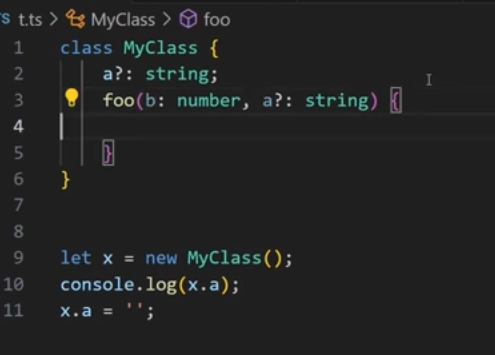 s t.ts > MyClass > foo
1 class MyClass {
2 a?: string;
3 foo(b: number, a?: string) {
4
5 }
6 }
7
8
9 let x = new MyClass();
10 console.log(x.a);
11 x.a = '';